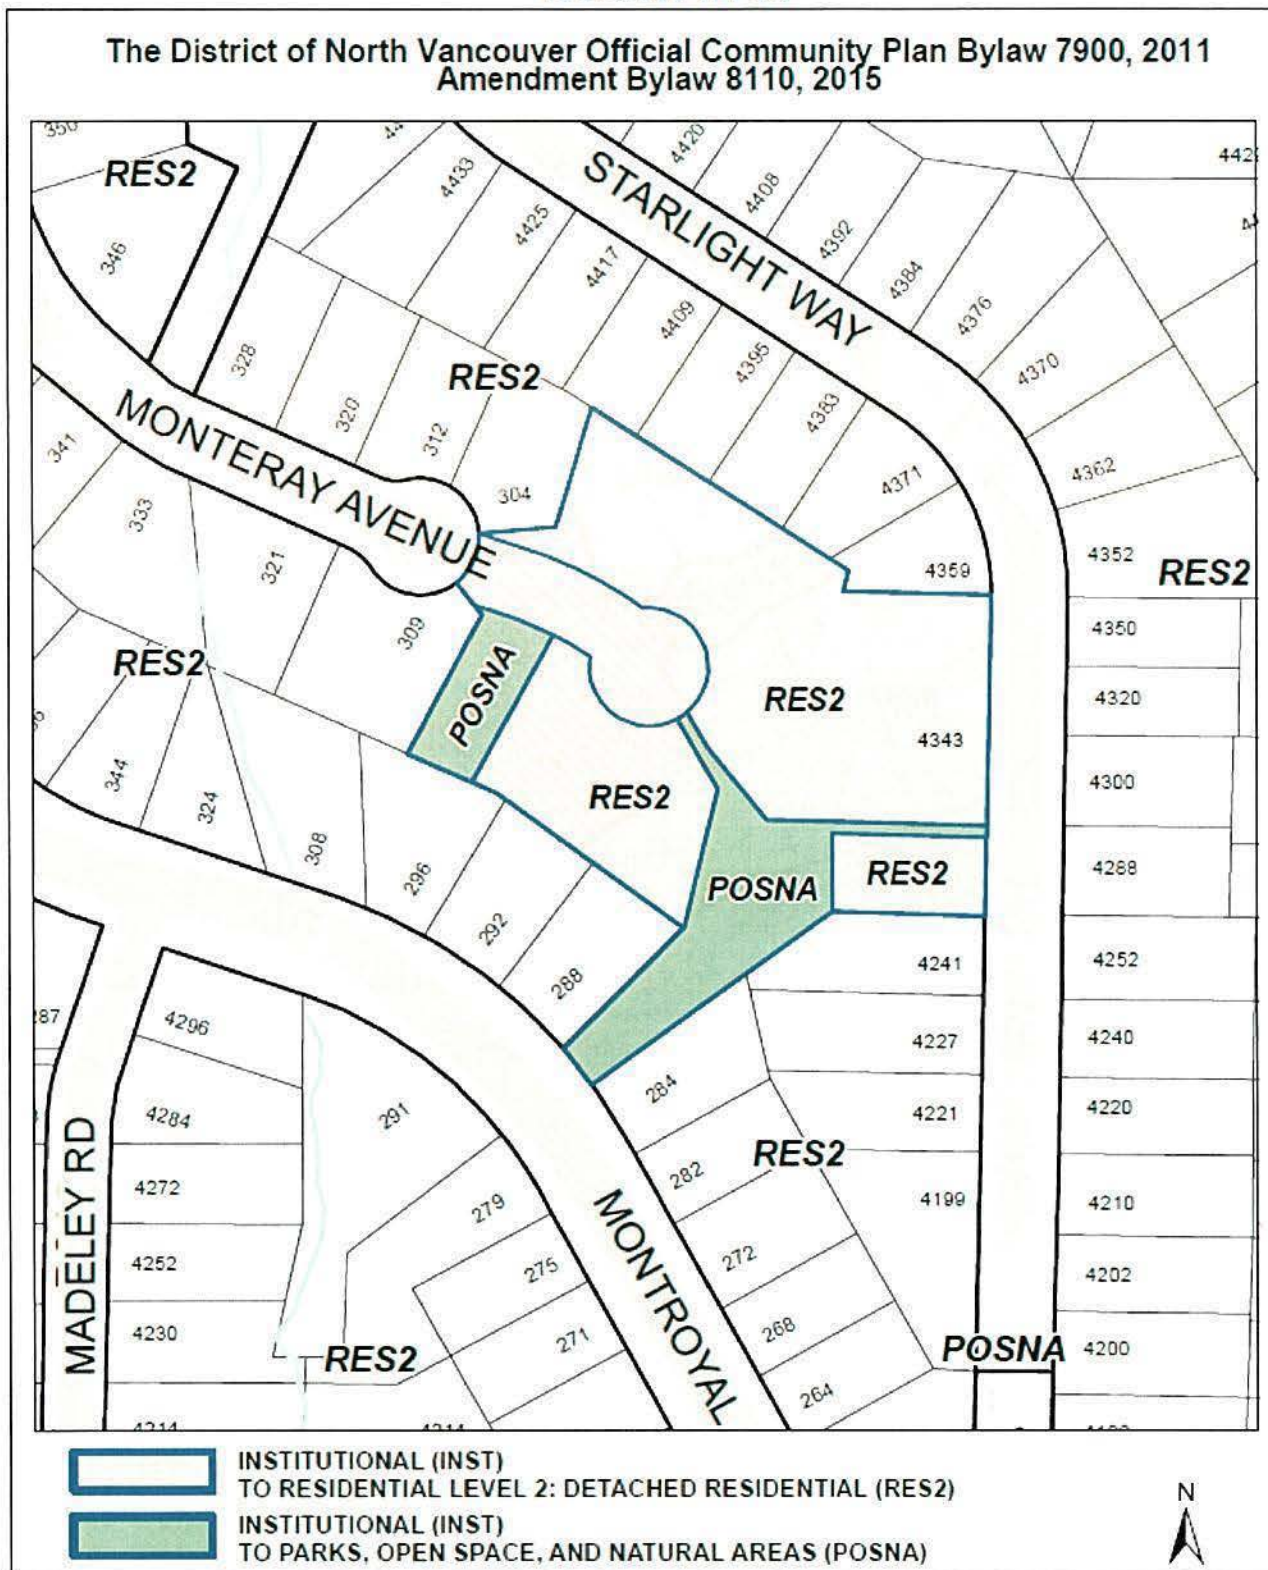 The District of North Vancouver Official Community Plan Bylaw 7900, 2011
Amendment Bylaw 8110, 2015
350
RES2
346
4433
4425
4417
4409
4395
4383
4371
4359
4343
STARLIGHT WAY
4420
4408
4392
4384
4376
4370
4362
4352
RES2
4350
4320
4300
4288
4252
4240
4220
4210
4202
4200
328
320
312
304
RES2
MONTERAY AVENUE
341
333
321
309
RES2
POSNA
RES2
RES2
POSNA
RES2
344
324
308
296
292
288
4241
4227
4221
4199
284
282
272
268
264
RES2
POSNA
287
4296
4284
4272
4252
4230
4214
MADELEY RD
291
279
275
271
RES2
MONTROYAL
INSTITUTIONAL (INST)
TO RESIDENTIAL LEVEL 2: DETACHED RESIDENTIAL (RES2)
INSTITUTIONAL (INST)
TO PARKS, OPEN SPACE, AND NATURAL AREAS (POSNA)
N